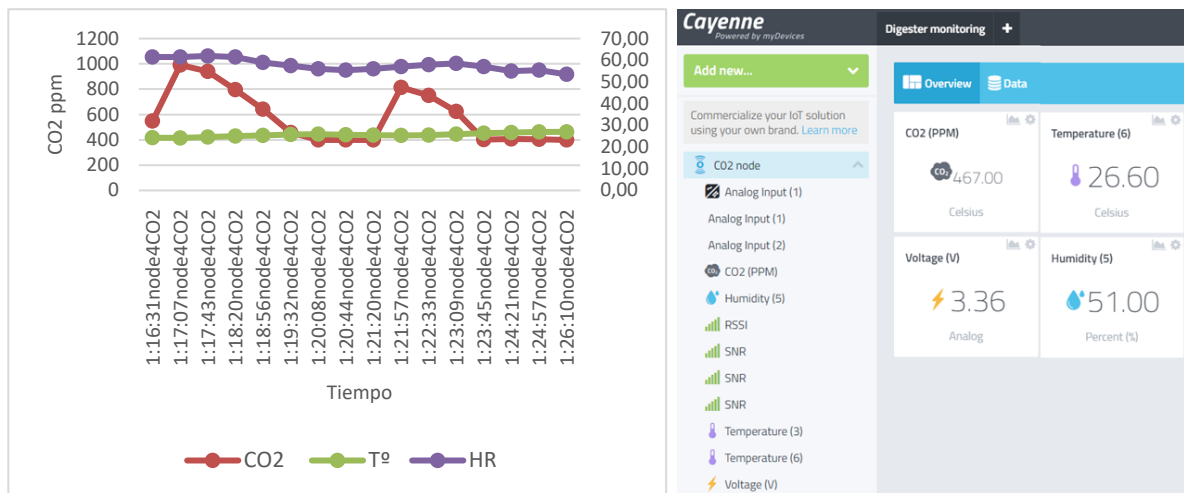 1200
1000
800
600
400
200
0
CO2 ppm
70,00
60,00
50,00
40,00
30,00
20,00
10,00
0,00
1:16:31node4CO2
1:17:07node4CO2
1:17:43node4CO2
1:18:20node4CO2
1:18:56node4CO2
1:19:32node4CO2
1:20:08node4CO2
1:20:44node4CO2
1:21:20node4CO2
1:21:57node4CO2
1:22:33node4CO2
1:23:09node4CO2
1:23:45node4CO2
1:24:21node4CO2
1:24:57node4CO2
1:26:10node4CO2
Tiempo
CO2 Tº HR
Cayenne
Powered by myDevices
Digester monitoring +
Add new...
Commercialize your IoT solution
using your own brand. Learn more
CO2 node
Analog Input (1)
Analog Input (1)
Analog Input (2)
CO2 (PPM)
Humidity (5)
RSSI
SNR
SNR
SNR
Temperature (3)
Temperature (6)
Voltage (V)
Overview Data
CO2 (PPM)
CO2 467.00
Celsius
Temperature (6)
26.60
Celsius
Voltage (V)
3.36
Analog
Humidity (5)
51.00
Percent (%)